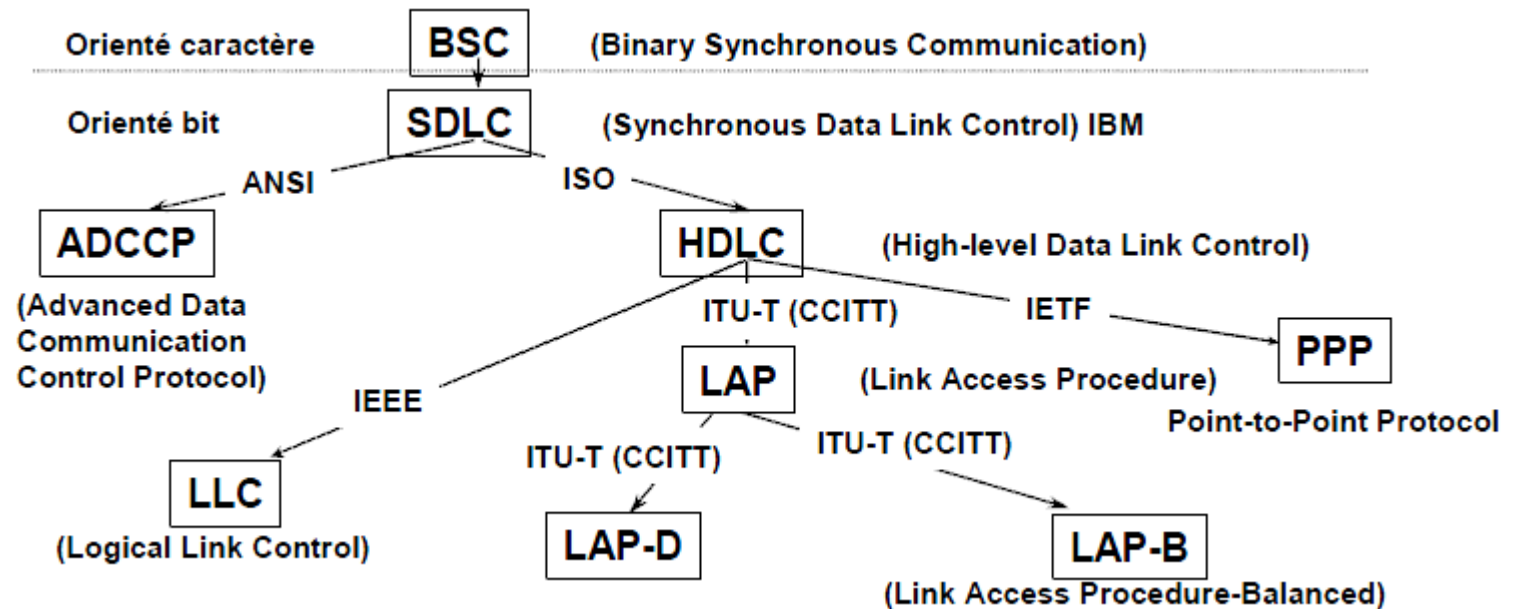 Orienté caractère BSC (Binary Synchronous Communication)
Orienté bit SDLC (Synchronous Data Link Control) IBM
ANSI ISO
ADCCP HDLC (High-level Data Link Control)
(Advanced Data
Communication
Control Protocol)
ITU-T (CCITT) IETF
PPP
Point-to-Point Protocol
LAP (Link Access Procedure)
IEEE
ITU-T (CCITT) ITU-T (CCITT)
LLC
(Logical Link Control)
LAP-D LAP-B
(Link Access Procedure-Balanced)